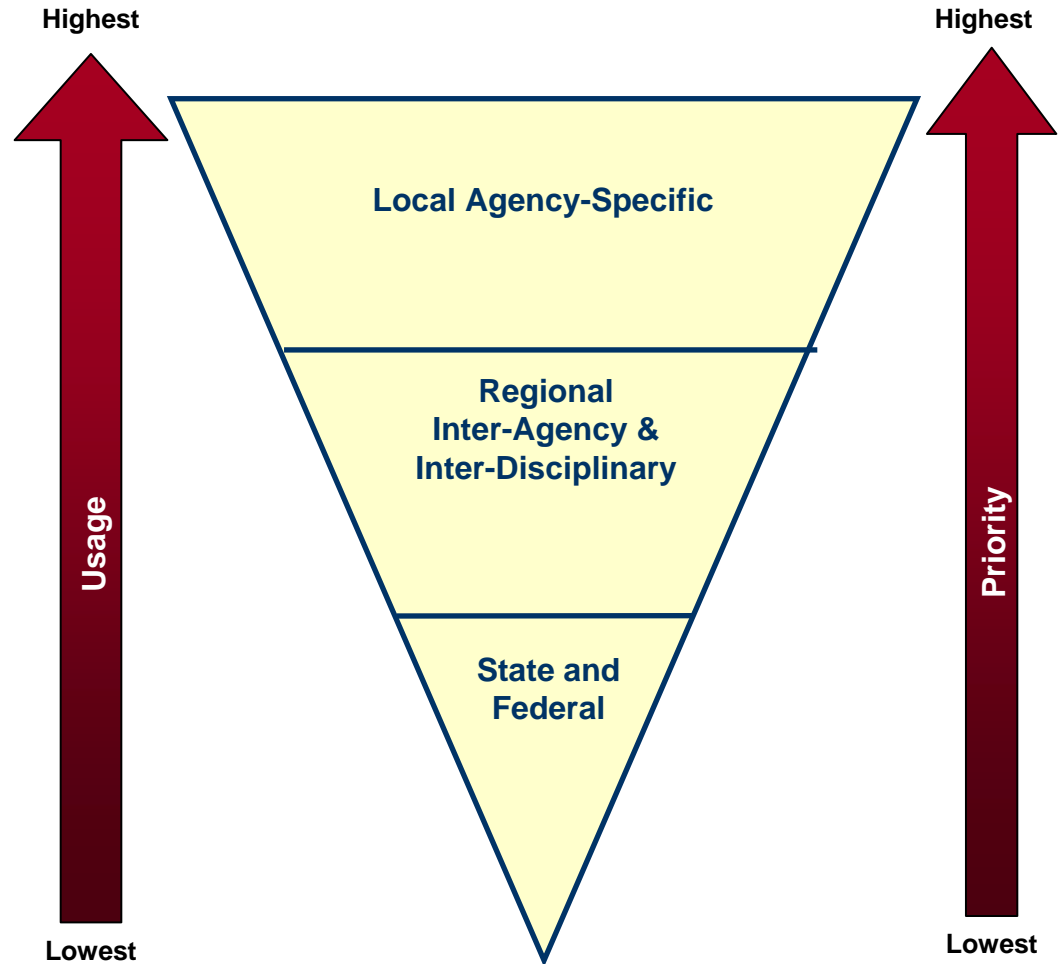 Highest
Highest
Local Agency-Specific
Regional
Inter-Agency &
Inter-Disciplinary
Usage
Priority
State and
Federal
Lowest
Lowest